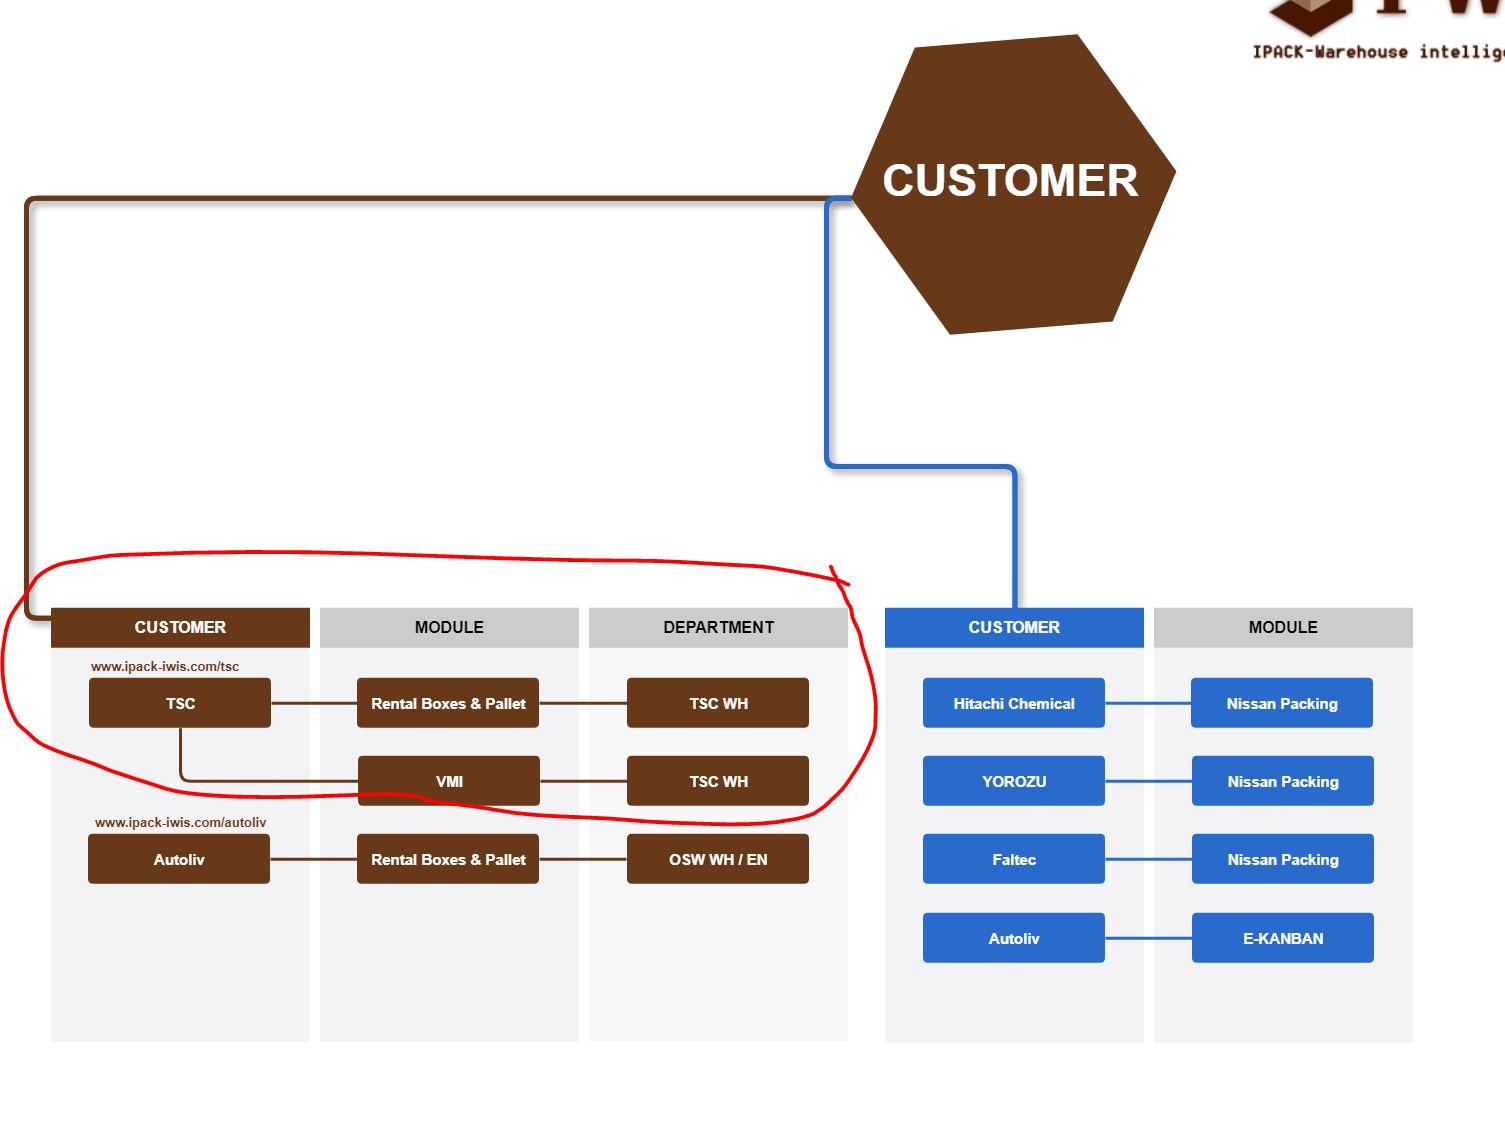 IPACK-Warehouse
CUSTOMER
CUSTOMER
MODULE
DEPARTMENT
www.ipack-iwis.com/tsc
TSC
Rental Boxes & Pallet
TSC WH
VMI
TSC WH
www.ipack-iwis.com/autoliv
Autoliv
Rental Boxes & Pallet
OSW WH / EN
CUSTOMER
MODULE
Hitachi Chemical
Nissan Packing
YOROZU
Nissan Packing
Faltec
Nissan Packing
Autoliv
E-KANBAN